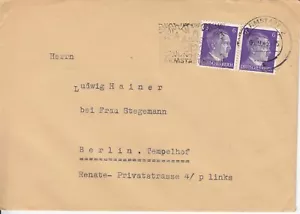 Herrn
Ludwig Hainer
bei Frau Stegemann
Berlin. Tempelhof
Renate- Privatstrasse 4/ p links